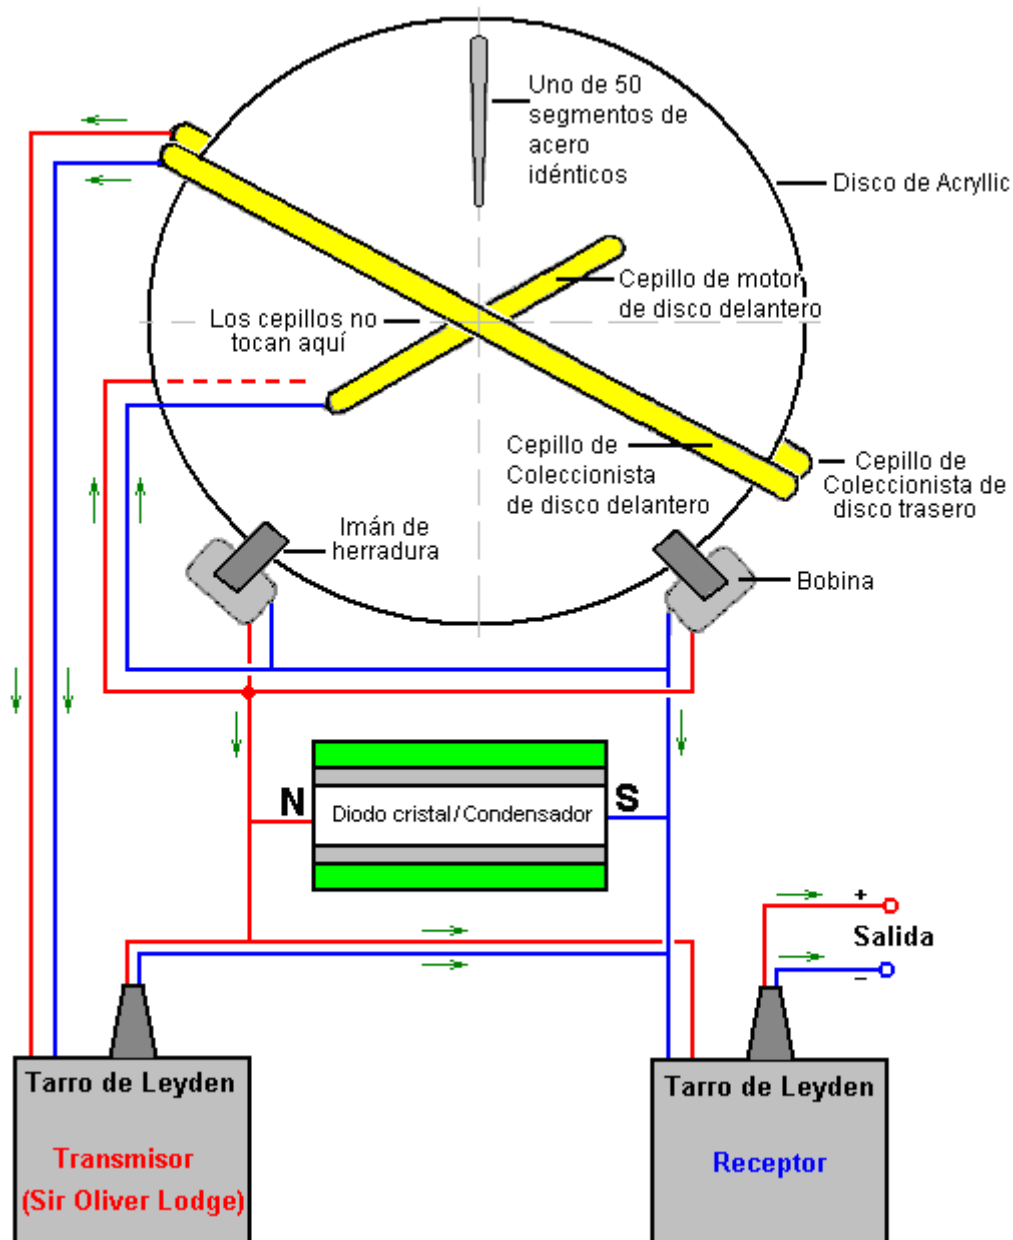 Uno de 50
segmentos de
acero
idénticos
Disco de Acryllic
Cepillo de motor
de disco delantero
Los cepillos no
tocan aquí
Cepillo de
Coleccionista
de disco delantero
Cepillo de
Coleccionista de
disco trasero
Imán de
herradura
Bobina
N
Diodo cristal/Condensador
S
+
Salida
–
Tarro de Leyden
Transmisor
(Sir Oliver Lodge)
Tarro de Leyden
Receptor